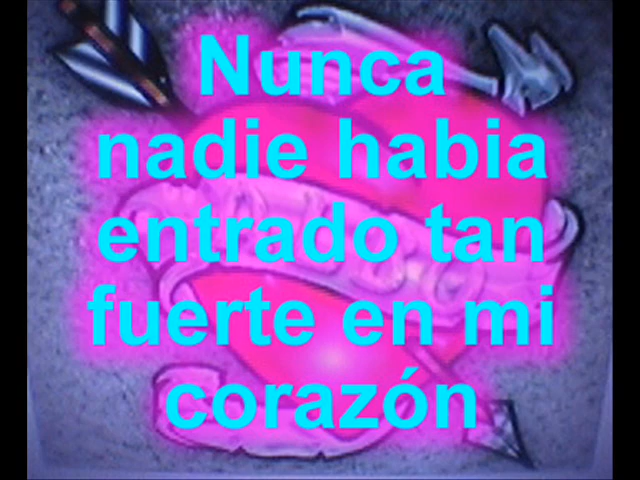 Nunca
nadie habia
entrado tan
fuerte en mi
corazón